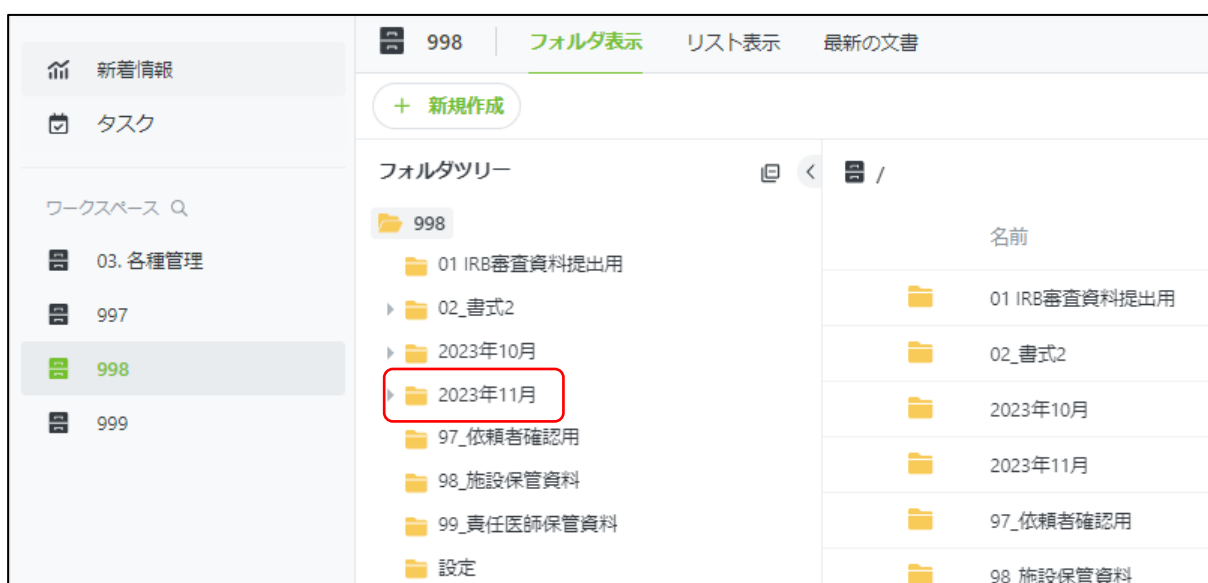 998 フォルダ表示 リスト表示 最新の文書
新着情報
タスク
ワークスペース
03. 各種管理
997
998
999
+ 新規作成
フォルダツリー
998
01 IRB審査資料提出用
02_書式2
2023年10月
2023年11月
97_依頼者確認用
98_施設保管資料
99_責任医師保管資料
設定
/
名前
01 IRB審査資料提出用
02_書式2
2023年10月
2023年11月
97_依頼者確認用
98_施設保管資料